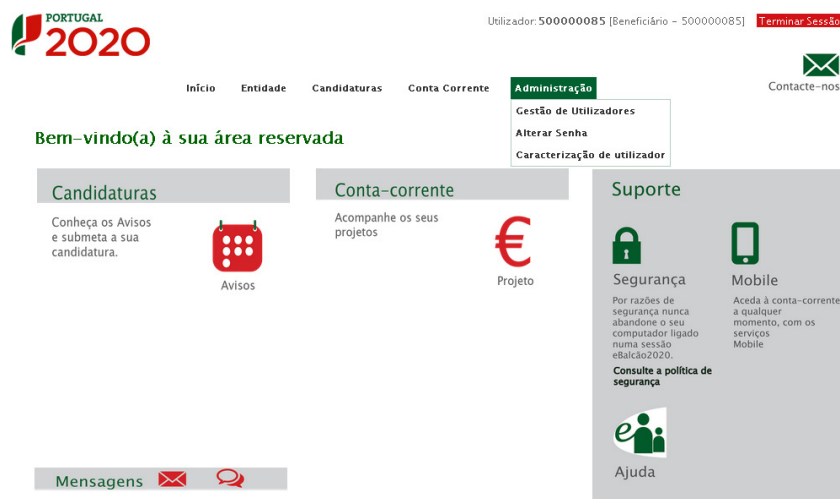 PORTUGAL
2020
Utilizador: 500000085 [Beneficiário - 500000085]
Terminar Sessão
Contacte-nos
Início
Entidade
Candidaturas
Conta Corrente
Administração
Gestão de Utilizadores
Alterar Senha
Caracterização de utilizador
Bem-vindo(a) à sua área reservada
Candidaturas
Conheça os Avisos
e submeta a sua
candidatura.
Avisos
Conta-corrente
Acompanhe os seus
projetos
€
Projeto
Suporte
Segurança
Por razões de
segurança nunca
abandone o seu
computador ligado
numa sessão
eBalcão2020.
Consulte a política de
segurança
Mobile
Aceda à conta-corrente
a qualquer
momento, com os
serviços
Mobile
Ajuda
Mensagens